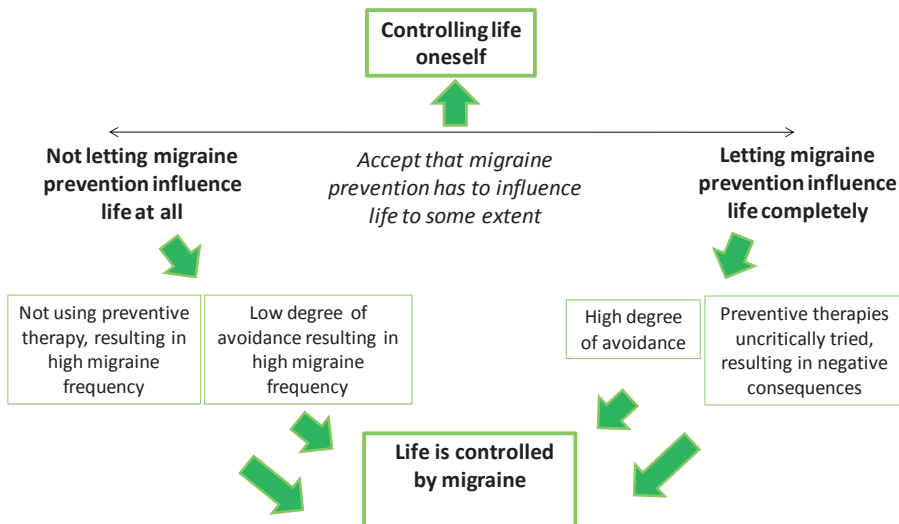 Controlling life
oneself
Not letting migraine
prevention influence
life at all
Accept that migraine
prevention has to influence
life to some extent
Letting migraine
prevention influence
life completely
Not using preventive
therapy, resulting in
high migraine
frequency
Low degree of
avoidance resulting in
high migraine
frequency
High degree
of avoidance
Preventive therapies
uncritically tried,
resulting in negative
consequences
Life is controlled
by migraine